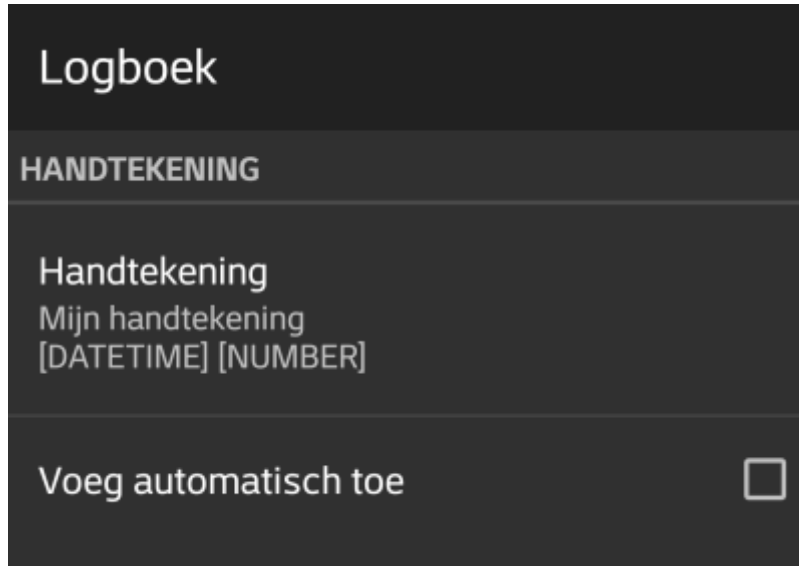 Logboek
HANDTEKENING
Handtekening
Mijn handtekening
[DATETIME] [NUMBER]
Voeg automatisch toe